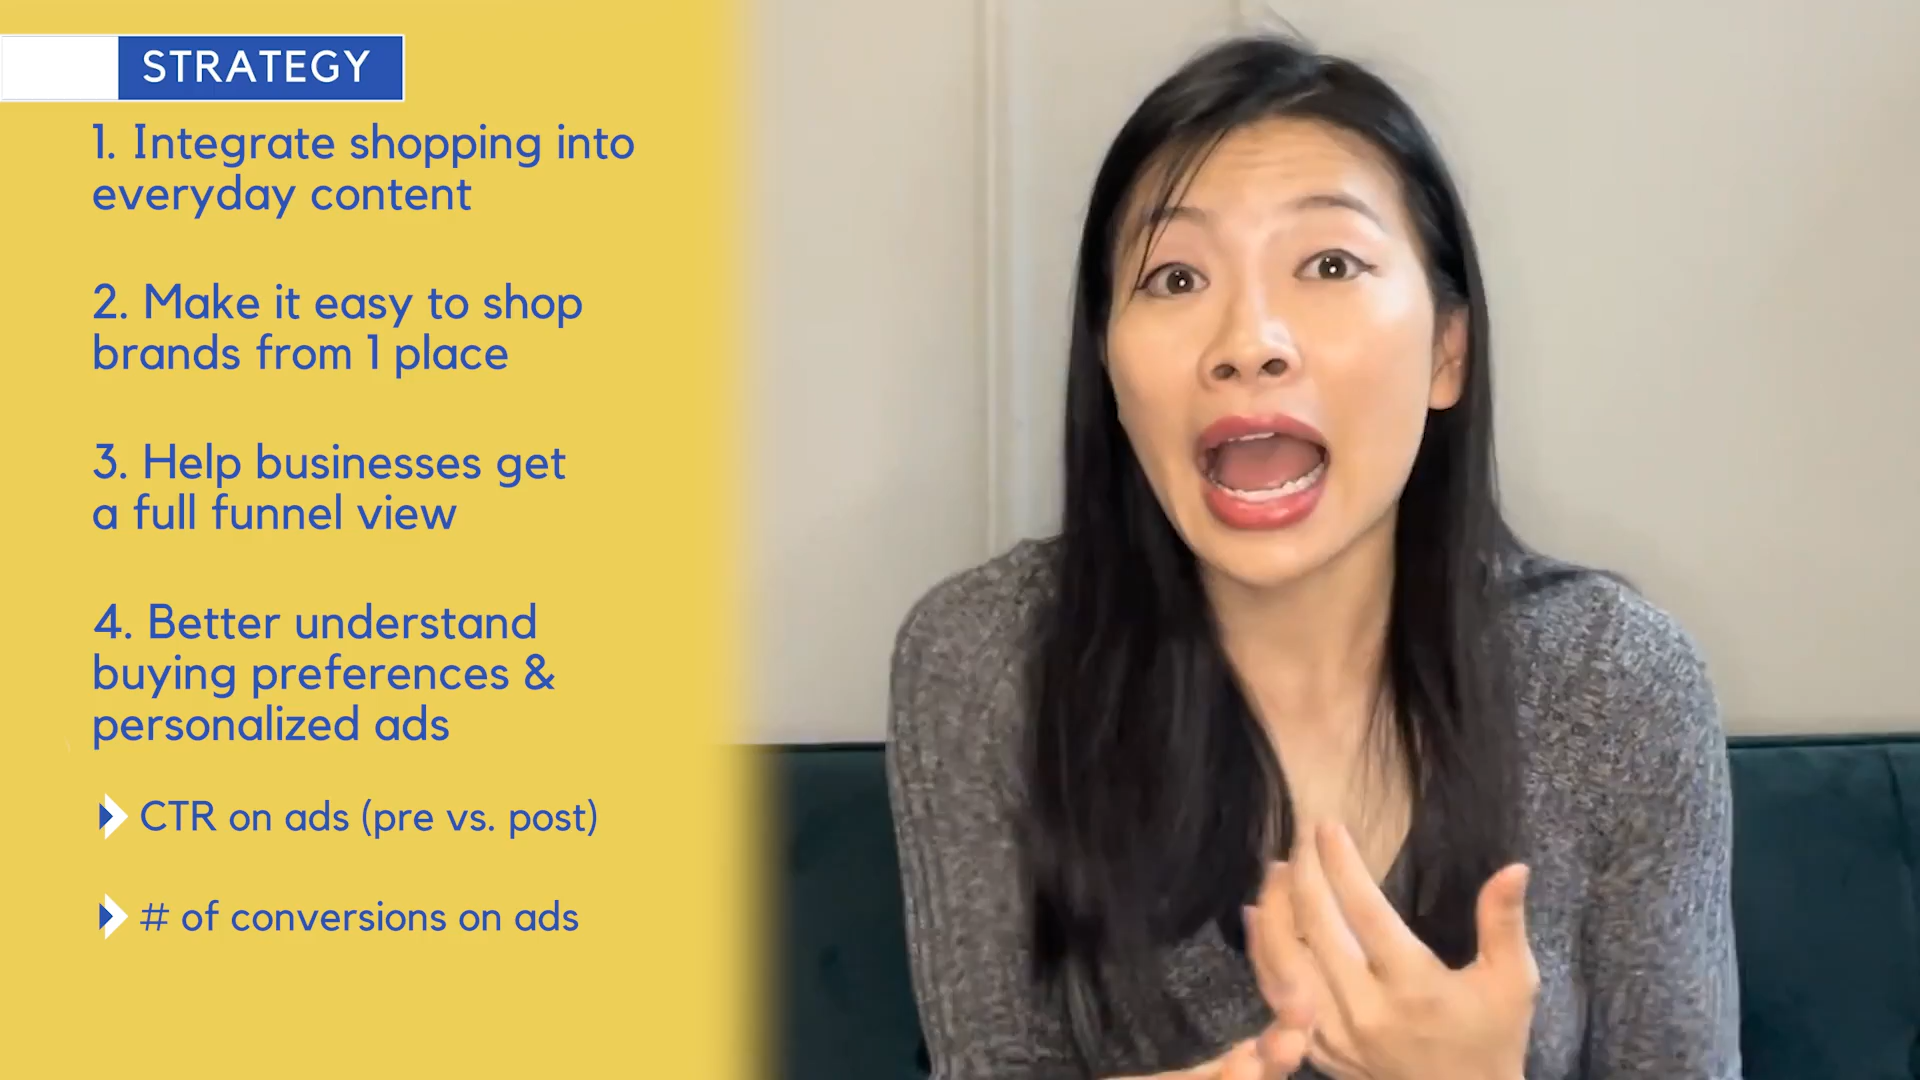 STRATEGY
1. Integrate shopping into
everyday content
2. Make it easy to shop
brands from 1 place
3. Help businesses get
a full funnel view
4. Better understand
buying preferences &
personalized ads
CTR on ads (pre vs. post)
# of conversions on ads